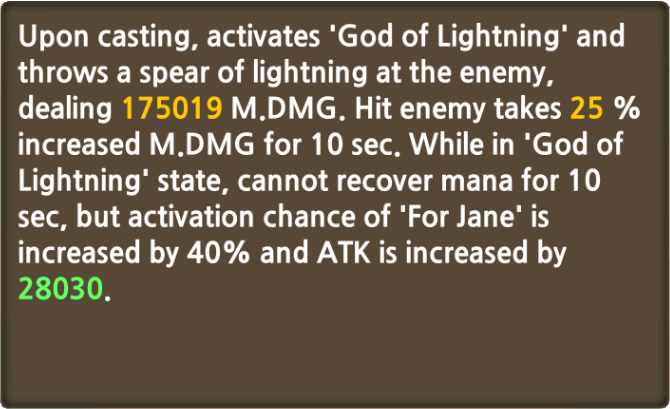 Upon casting, activates 'God of Lightning' and
throws a spear of lightning at the enemy,
dealing 175019 M.DMG. Hit enemy takes 25 %
increased M.DMG for 10 sec. While in 'God of
Lightning' state, cannot recover mana for 10
sec, but activation chance of 'For Jane' is
increased by 40% and ATK is increased by
28030.